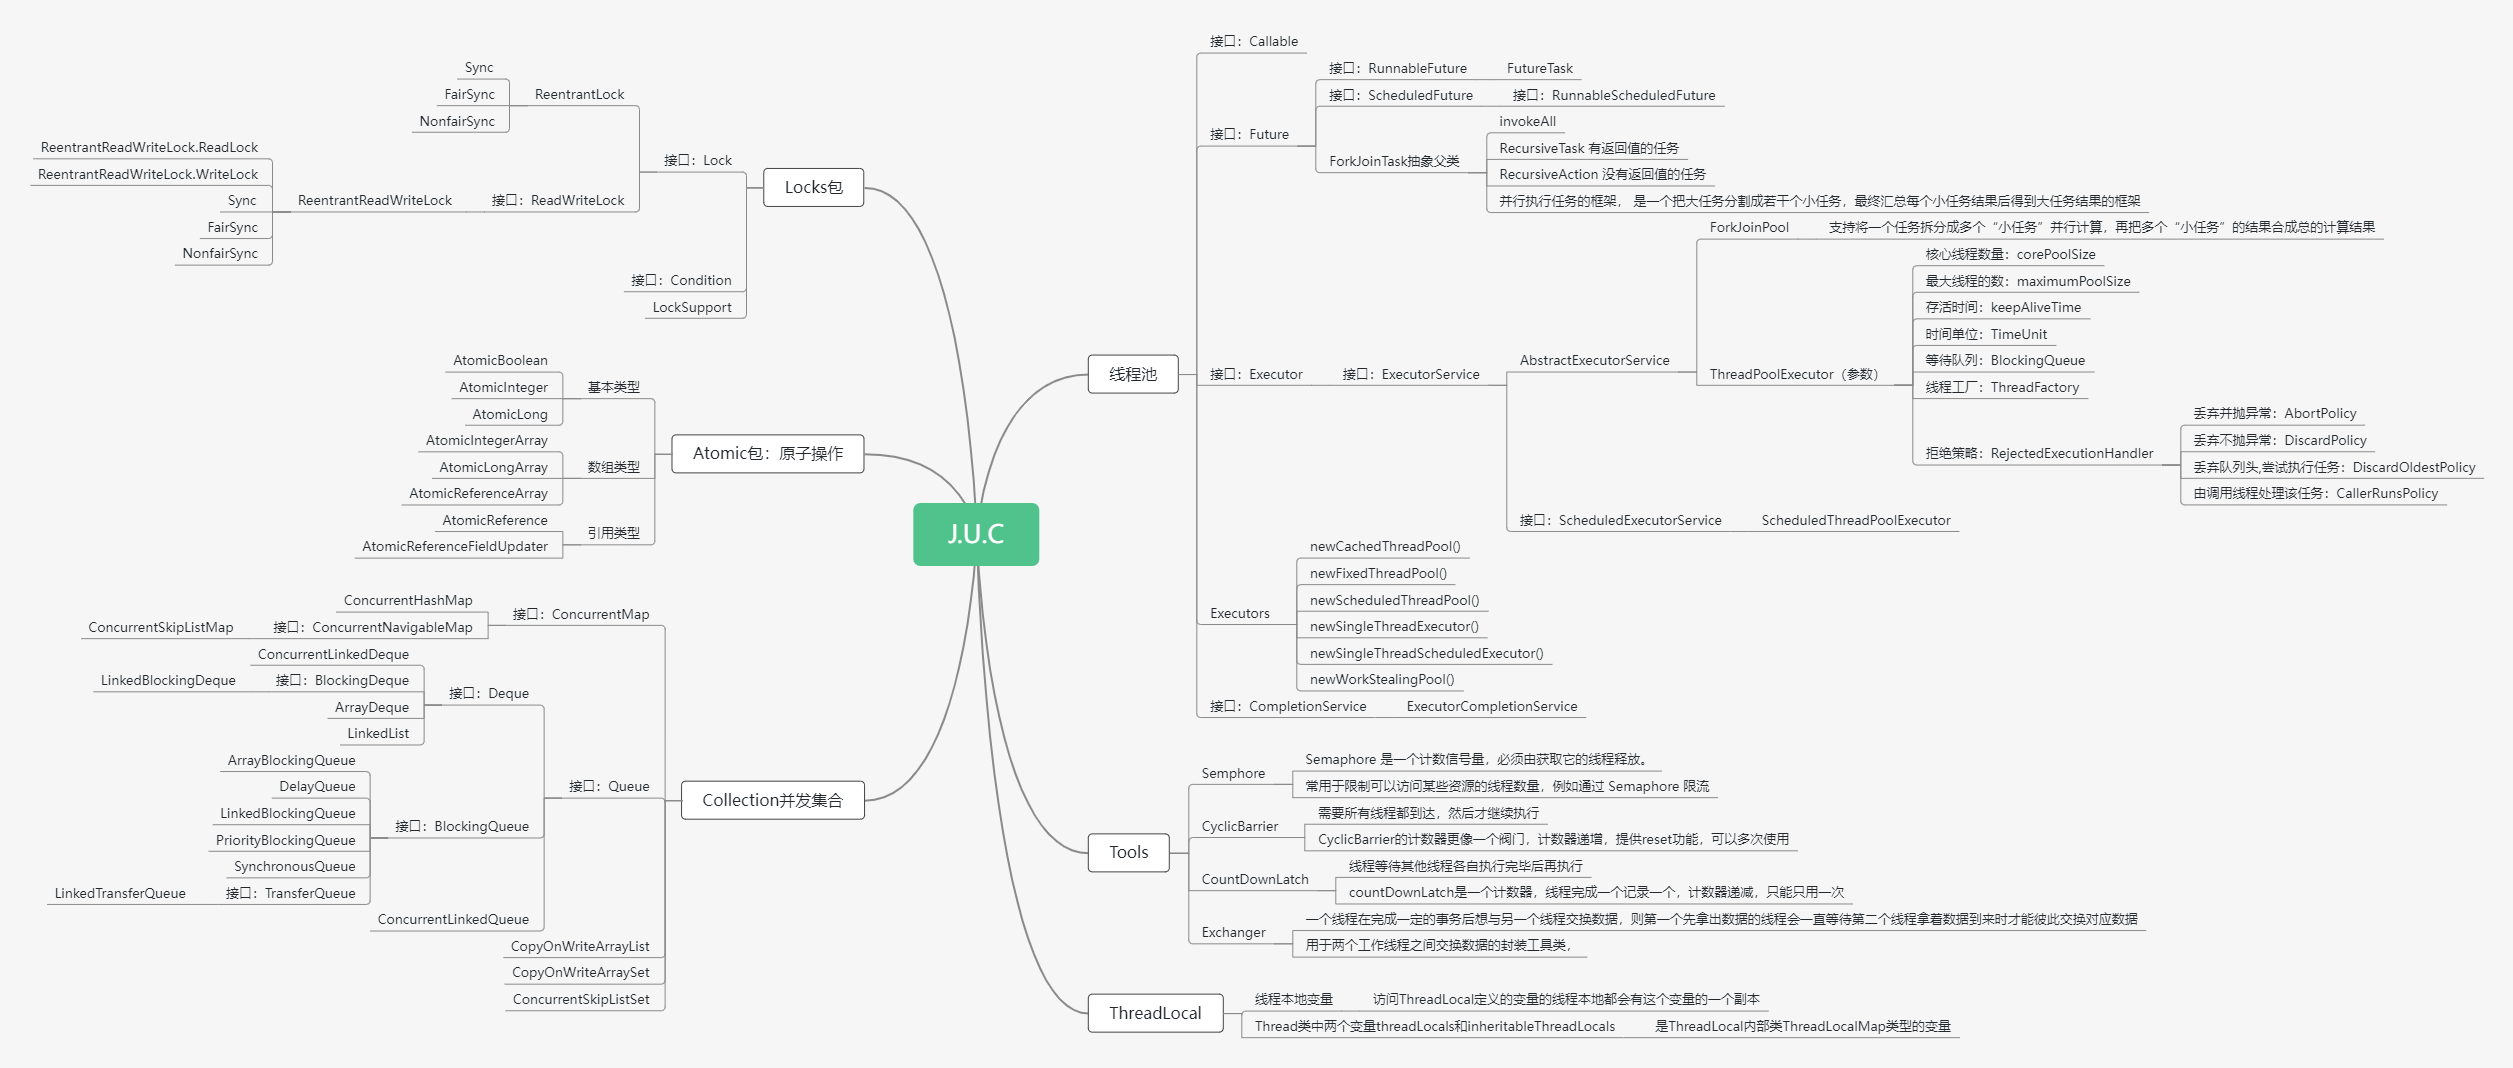 J.U.C
Locks包
接口：Lock
ReentrantLock
Sync
FairSync
NonfairSync
接口：ReadWriteLock
ReentrantReadWriteLock
ReentrantReadWriteLock.ReadLock
ReentrantReadWriteLock.WriteLock
Sync
FairSync
NonfairSync
接口：Condition
LockSupport
Atomic包：原子操作
基本类型
AtomicBoolean
AtomicInteger
AtomicLong
数组类型
AtomicIntegerArray
AtomicLongArray
AtomicReferenceArray
引用类型
AtomicReference
AtomicReferenceFieldUpdater
Collection并发集合
接口：ConcurrentMap
ConcurrentHashMap
接口：ConcurrentNavigableMap
ConcurrentSkipListMap
接口：Queue
接口：Deque
ConcurrentLinkedDeque
接口：BlockingDeque
LinkedBlockingDeque
ArrayDeque
LinkedList
接口：BlockingQueue
ArrayBlockingQueue
DelayQueue
LinkedBlockingQueue
PriorityBlockingQueue
SynchronousQueue
接口：TransferQueue
LinkedTransferQueue
ConcurrentLinkedQueue
CopyOnWriteArrayList
CopyOnWriteArraySet
ConcurrentSkipListSet
线程池
接口：Callable
接口：Future
接口：RunnableFuture
FutureTask
接口：ScheduledFuture
接口：RunnableScheduledFuture
ForkJoinTask抽象父类
invokeAll
RecursiveTask 有返回值的任务
RecursiveAction 没有返回值的任务
并行执行任务的框架， 是一个把大任务分割成若干个小任务，最终汇总每个小任务结果后得到大任务结果的框架
接口：Executor
接口：ExecutorService
AbstractExecutorService
ForkJoinPool
支持将一个任务拆分成多个“小任务”并行计算，再把多个“小任务”的结果合成总的计算结果
ThreadPoolExecutor（参数）
核心线程数量：corePoolSize
最大线程的数：maximumPoolSize
存活时间：keepAliveTime
时间单位：TimeUnit
等待队列：BlockingQueue
线程工厂：ThreadFactory
拒绝策略：RejectedExecutionHandler
丢弃并抛异常：AbortPolicy
丢弃不抛异常：DiscardPolicy
丢弃队列头,尝试执行任务：DiscardOldestPolicy
由调用线程处理该任务：CallerRunsPolicy
接口：ScheduledExecutorService
ScheduledThreadPoolExecutor
Executors
newCachedThreadPool()
newFixedThreadPool()
newScheduledThreadPool()
newSingleThreadExecutor()
newSingleThreadScheduledExecutor()
newWorkStealingPool()
接口：CompletionService
ExecutorCompletionService
Tools
Semphore
Semaphore 是一个计数信号量，必须由获取它的线程释放。
常用于限制可以访问某些资源的线程数量，例如通过 Semaphore 限流
CyclicBarrier
需要所有线程都到达，然后才继续执行
CyclicBarrier的计数器更像一个阀门，计数器递增，提供reset功能，可以多次使用
CountDownLatch
线程等待其他线程各自执行完毕后再执行
countDownLatch是一个计数器，线程完成一个记录一个，计数器递减，只能只用一次
Exchanger
一个线程在完成一定的事务后想与另一个线程交换数据，则第一个先拿出数据的线程会一直等待第二个线程拿着数据到来时才能彼此交换对应数据
用于两个工作线程之间交换数据的封装工具类，
ThreadLocal
线程本地变量
访问ThreadLocal定义的变量的线程本地都会有这个变量的一个副本
Thread类中两个变量threadLocals和inheritableThreadLocals
是ThreadLocal内部类ThreadLocalMap类型的变量